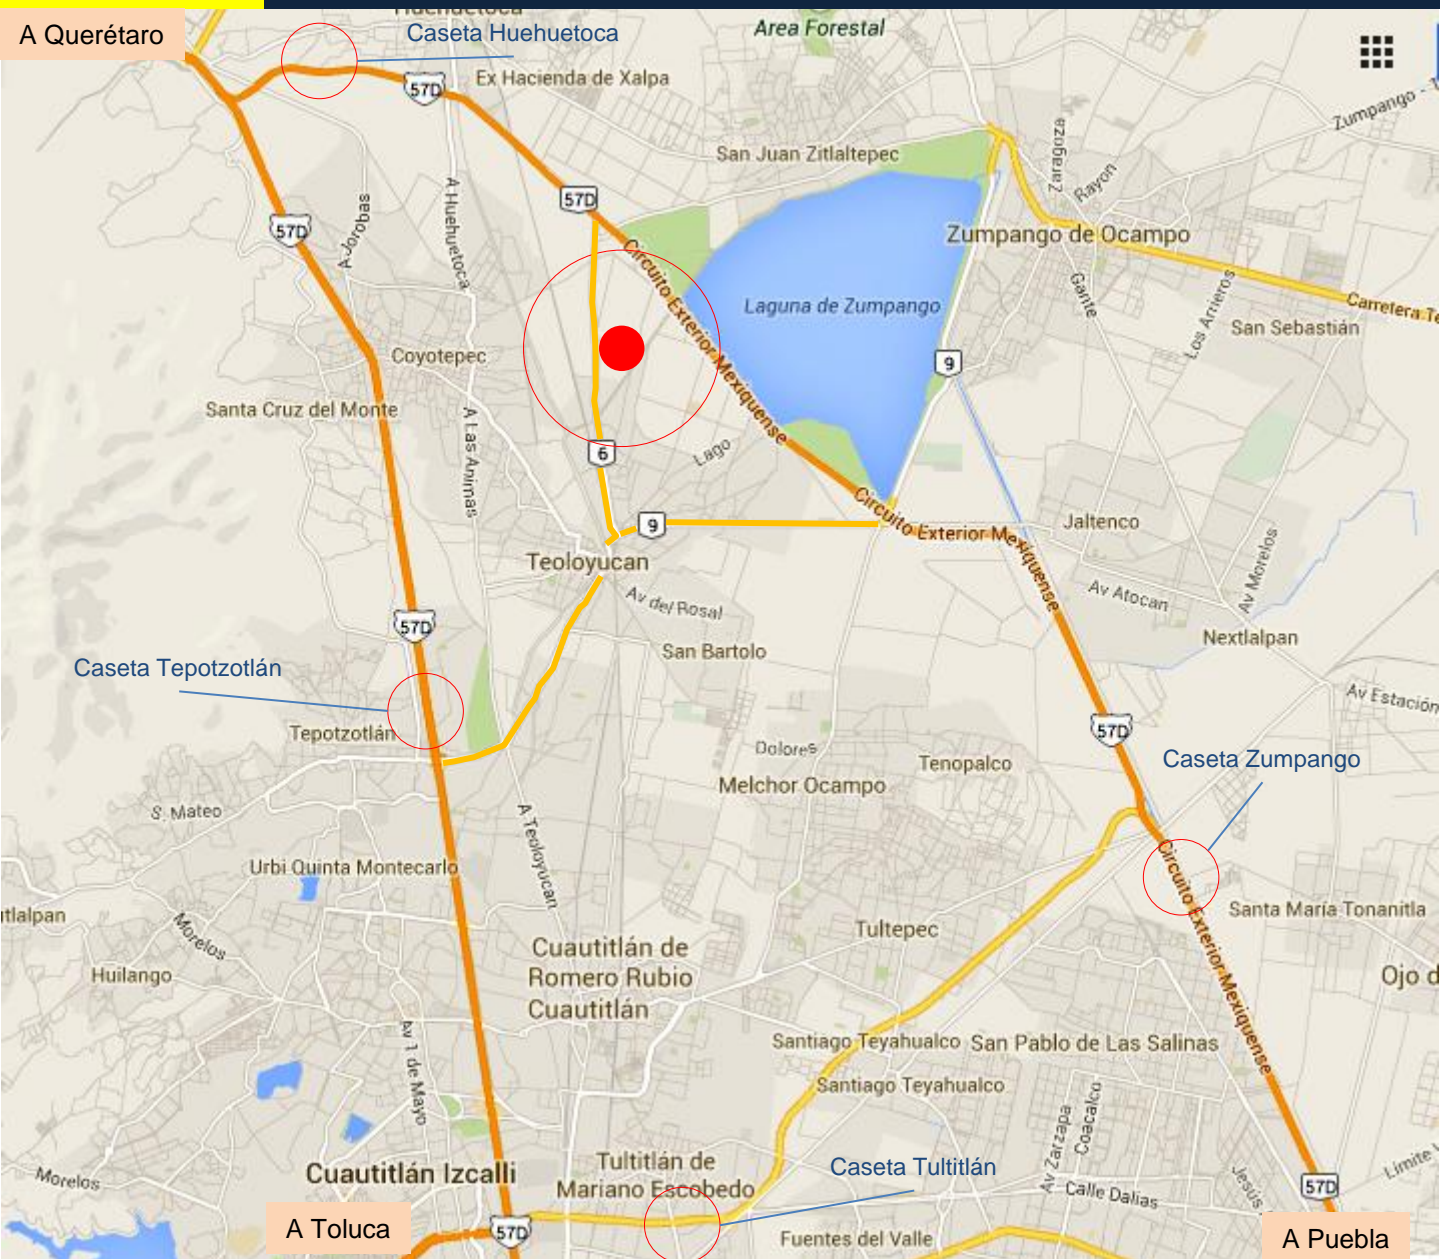 Huehuetoca
A Querétaro
Caseta Huehuetoca
Area Forestal
57D
Ex Hacienda de Xalpa
Zumpango -
San Juan Zitlaltepec
Zaragoza
Rayon
A Jorobas
A Huehuetoca
57D
57D
Zumpango de Ocampo
Circuito Exterior Mexiquense
Laguna de Zumpango
Gante
Los Arrieros
Carretera Te
San Sebastián
Coyotepec
9
Santa Cruz del Monte
A Las Animas
6
Lago
Circuito Exterior Mexiquense
9
Jaltenco
Teoloyucan
Av del Rosal
Av Atocan
Av Morelos
57D
San Bartolo
Nextlalpan
Caseta Tepotzotlán
Av Estación
Tepotzotlán
57D
Dolores
Tenopalco
Caseta Zumpango
Melchor Ocampo
S. Mateo
A Teoloyucan
Urbi Quinta Montecarlo
Circuito Exterior Mexiquense
tlalpan
Morelos
Tultepec
Santa María Tonanitla
Huilango
Cuautitlán de
Romero Rubio
Cuautitlán
Ojo d
Av 1 de Mayo
Santiago Teyahualco
San Pablo de Las Salinas
Santiago Teyahualco
Av Zarzapa
Coacalco
Morelos
Cuautitlán Izcalli
Tultitlán de
Mariano Escobedo
Caseta Tultitlán
Calle Dalias
Jesús
57D
Límite
A Toluca
57D
Fuentes del Valle
A Puebla